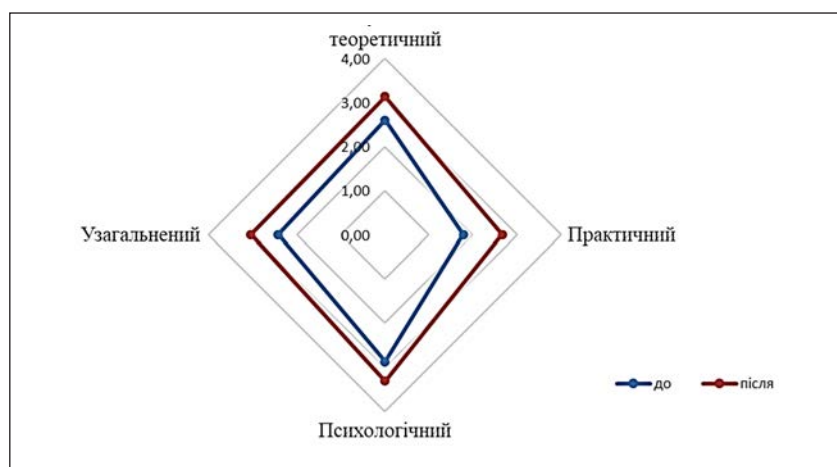 теоретичний
4,00
3,00
2,00
1,00
0,00
Узагальнений
Практичний
Психологічний
до
після